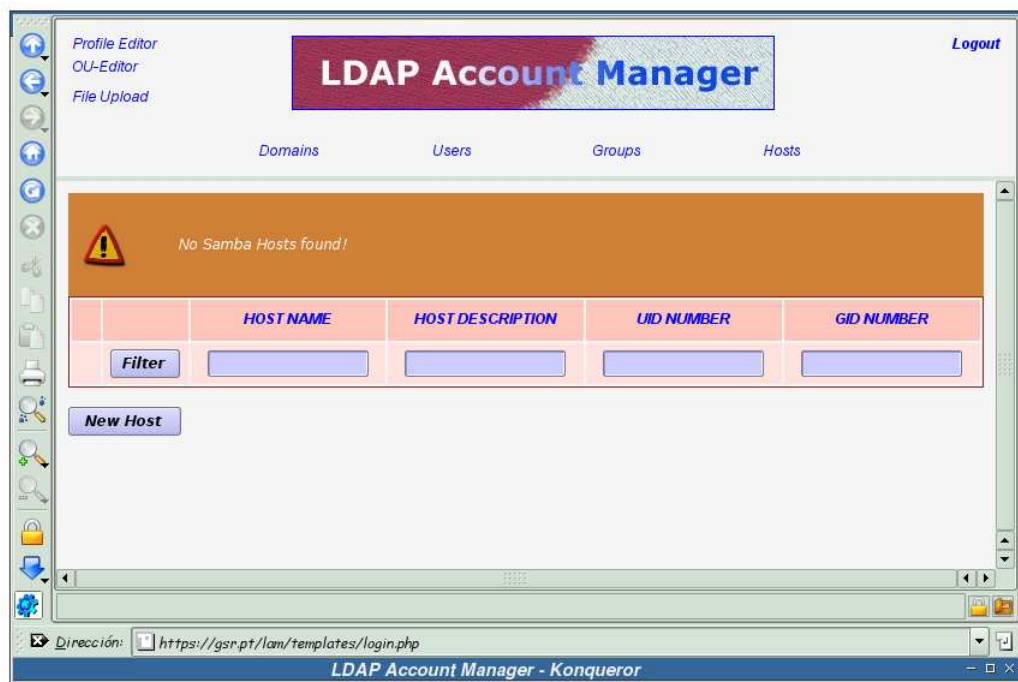 Profile Editor
OU-Editor
File Upload
LDAP Account Manager
Logout
Domains Users Groups Hosts
No Samba Hosts found!
HOST NAME HOST DESCRIPTION UID NUMBER GID NUMBER
Filter
New Host
Dirección: https://gsr.pt/lam/templates/login.php
LDAP Account Manager - Konqueror